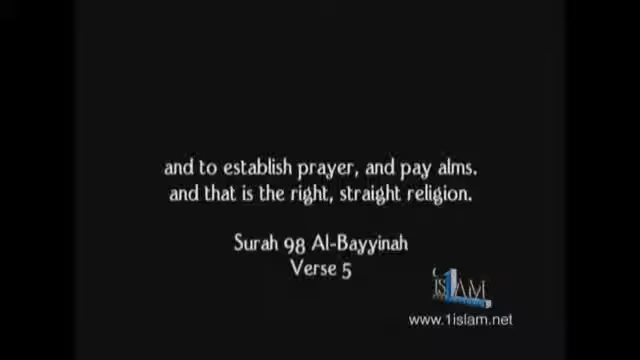 and to establish prayer, and pay alms.
and that is the right, straight religion.
Surah 98 Al-Bayyinah
Verse 5
1SLAM
www.1islam.net